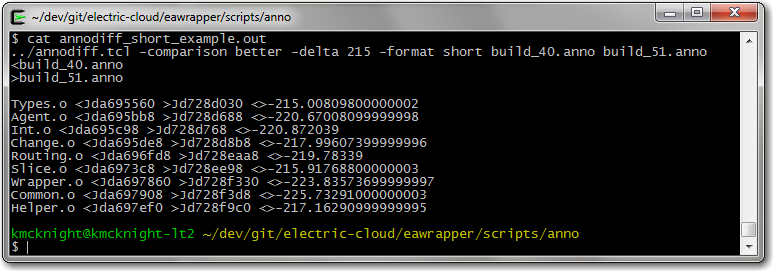 ~/dev/git/electric-cloud/eawrapper/scripts/anno
$ cat annodiff_short_example.out
../annodiff.tcl -comparison better -delta 215 -format short build_40.anno build_51.anno
<build_40.anno
>build_51.anno
Types.o <Jda695560 >Jd728d030 <>-215.00809800000002
Agent.o <Jda695bb8 >Jd728d688 <>-220.67008099999998
Int.o <Jda695c98 >Jd728d768 <>-220.872039
Change.o <Jda695de8 >Jd728d8b8 <>-217.99607399999996
Routing.o <Jda696fd8 >Jd728eaa8 <>-219.78339
Slice.o <Jda6973c8 >Jd728ee98 <>-215.91768800000003
Wrapper.o <Jda697860 >Jd728f330 <>-223.83573699999997
Common.o <Jda697908 >Jd728f3d8 <>-225.73291000000003
Helper.o <Jda697ef0 >Jd728f9c0 <>-217.16290999999995
kmcknight@kmcknight-lt2 ~/dev/git/electric-cloud/eawrapper/scripts/anno
$